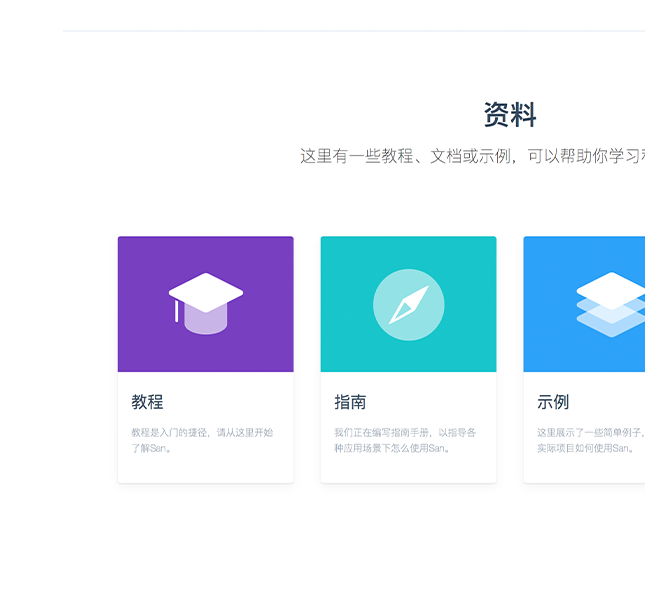 资料
这里有一些教程、文档或示例，可以帮助你学习
教程
教程是入门的捷径，请从这里开始
了解San。
指南
我们正在编写指南手册，以指导各
种应用场景下怎么使用San。
示例
这里展示了一些简单例子，
实际项目如何使用San。